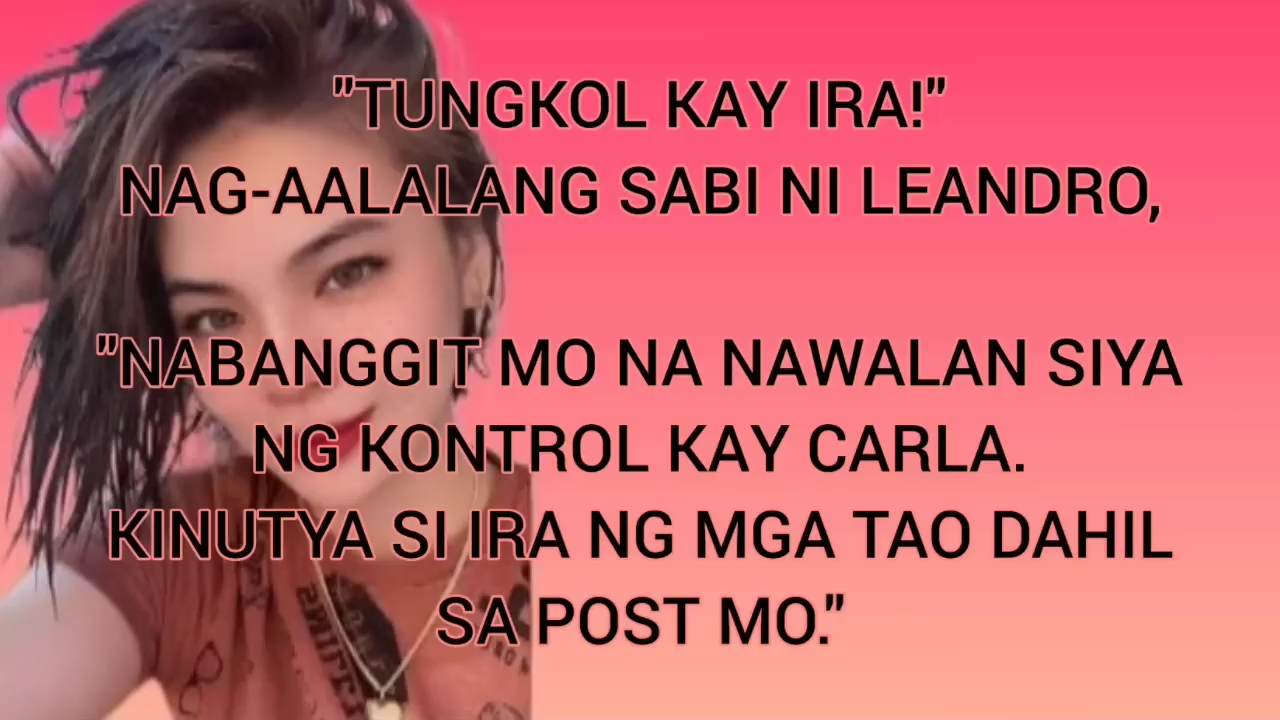 "TUNGKOL KAY IRA!"
NAG-AALALANG SABI NI LEANDRO,
"NABANGGIT MO NA NAWALAN SIYA
NG KONTROL KAY CARLA.
KINUTYA SI IRA NG MGA TAO DAHIL
SA POST MO."